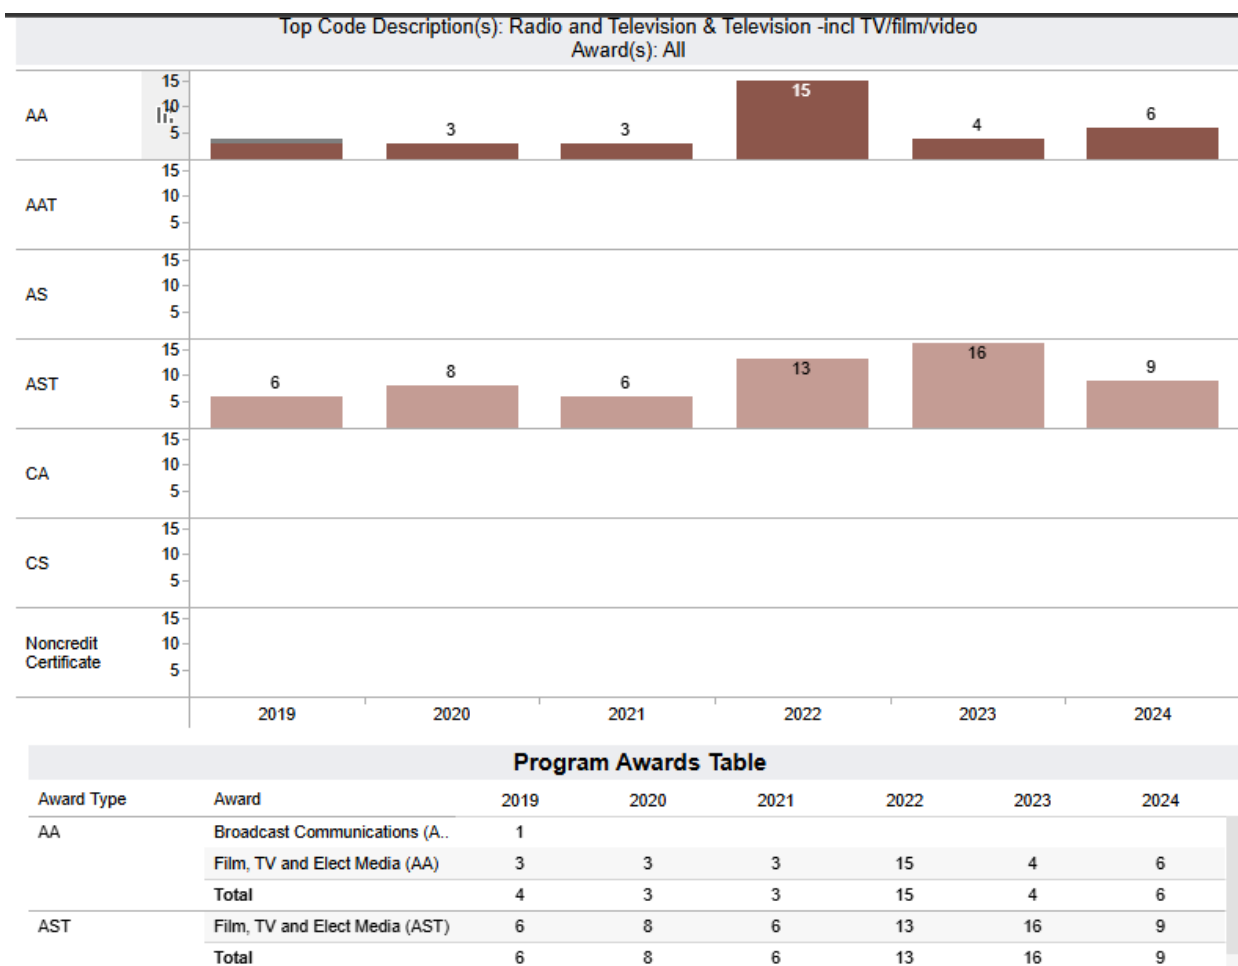 Top Code Description(s): Radio and Television & Television -incl TV/film/video
Award(s): All
AA
15
10
5
3
3
15
4
6
AAT
15
10
5
AS
15
10
5
AST
15
10
5
6
8
6
13
16
9
CA
15
10
5
CS
15
10
5
Noncredit
Certificate
15
10
5
2019 2020 2021 2022 2023 2024
Program Awards Table
Award Type Award 2019 2020 2021 2022 2023 2024
AA Broadcast Communications (A.. 1
Film, TV and Elect Media (AA) 3 3 3 15 4 6
Total 4 3 3 15 4 6
AST Film, TV and Elect Media (AST) 6 8 6 13 16 9
Total 6 8 6 13 16 9